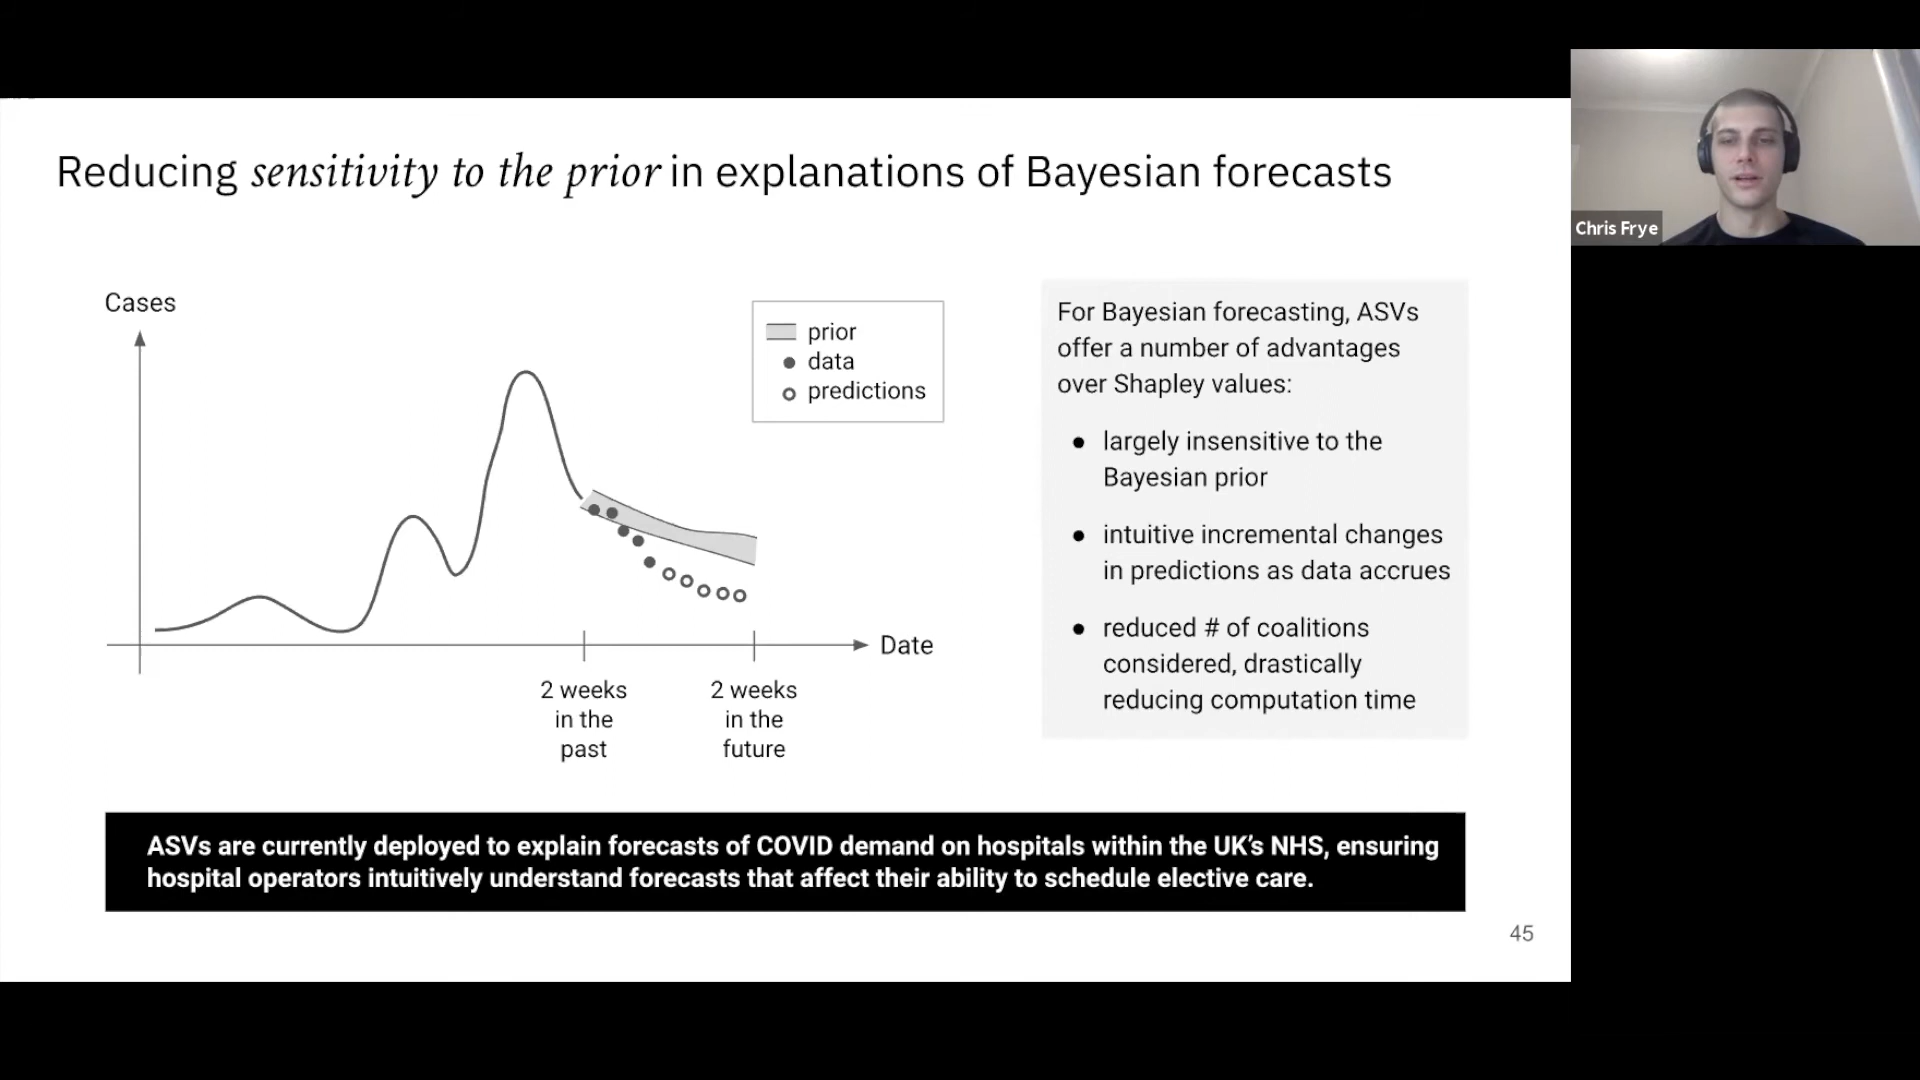 Reducing sensitivity to the prior in explanations of Bayesian forecasts
Chris Frye
Cases
prior
data
predictions
Date
2 weeks
in the
past
2 weeks
in the
future
For Bayesian forecasting, ASVs
offer a number of advantages
over Shapley values:
● largely insensitive to the
Bayesian prior
● intuitive incremental changes
in predictions as data accrues
● reduced # of coalitions
considered, drastically
reducing computation time
ASVs are currently deployed to explain forecasts of COVID demand on hospitals within the UK’s NHS, ensuring
hospital operators intuitively understand forecasts that affect their ability to schedule elective care.
45